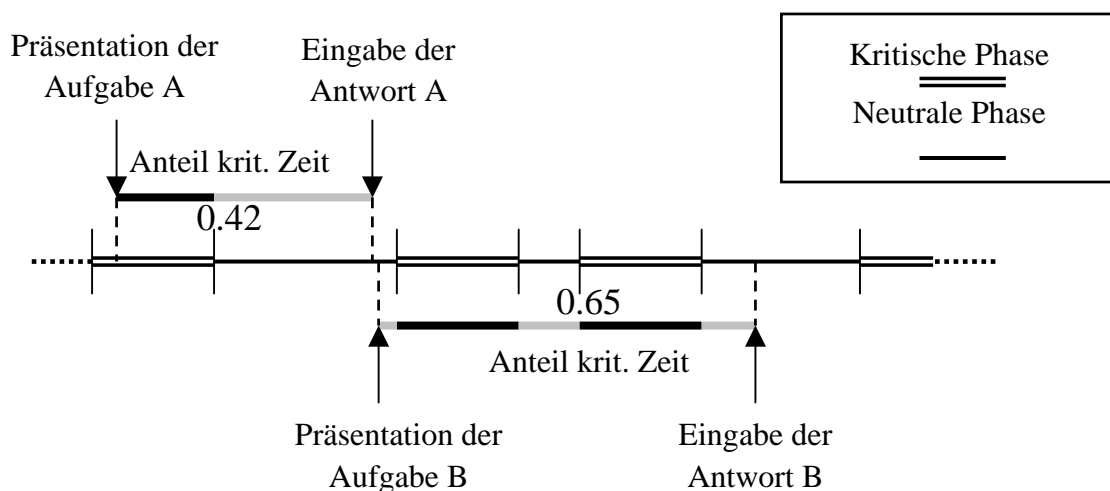 Präsentation der
Aufgabe A
Eingabe der
Antwort A
Kritische Phase
Neutrale Phase
Anteil krit. Zeit
0.42
0.65
Anteil krit. Zeit
Präsentation der
Aufgabe B
Eingabe der
Antwort B